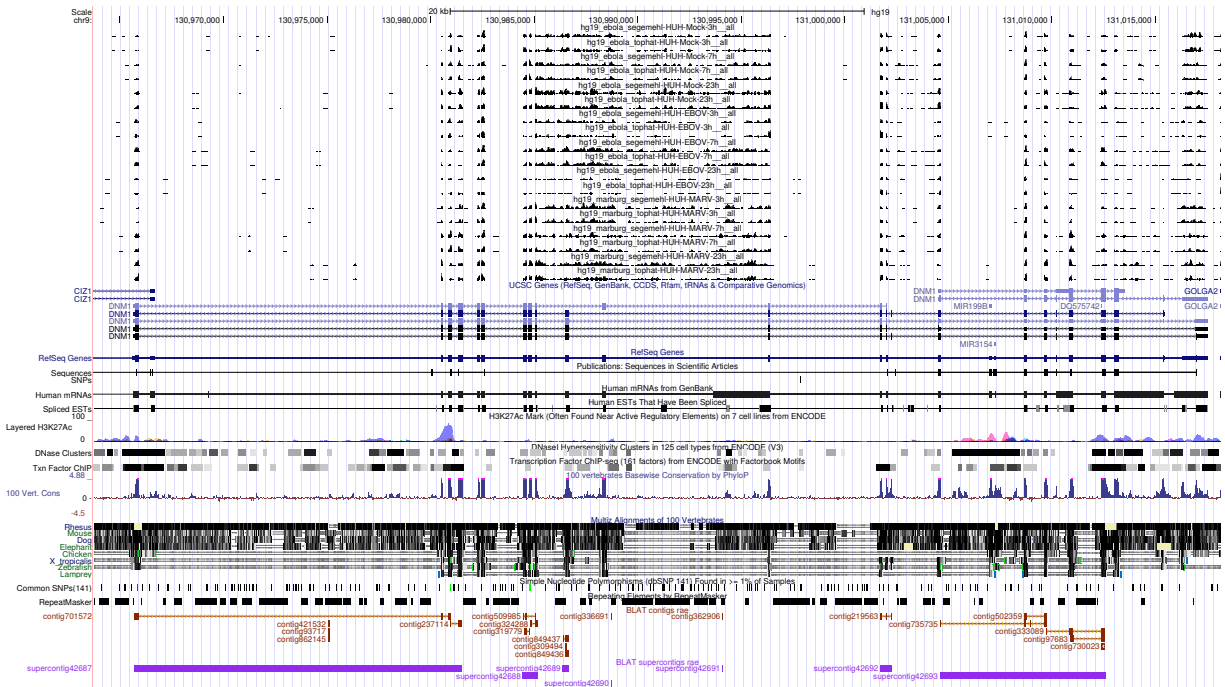 Scale 20 kb hg19
chr9: 130,970,000 130,975,000 130,980,000 130,985,000 130,990,000 130,995,000 131,000,000 131,005,000 131,010,000 131,015,000
hg19_ebola_segemehl-HUH-Mock-3h__all
hg19_ebola_tophat-HUH-Mock-3h__all
hg19_ebola_segemehl-HUH-Mock-7h__all
hg19_ebola_tophat-HUH-Mock-7h__all
hg19_ebola_segemehl-HUH-Mock-23h__all
hg19_ebola_tophat-HUH-Mock-23h__all
hg19_ebola_segemehl-HUH-EBOV-3h__all
hg19_ebola_tophat-HUH-EBOV-3h__all
hg19_ebola_segemehl-HUH-EBOV-7h__all
hg19_ebola_tophat-HUH-EBOV-7h__all
hg19_ebola_segemehl-HUH-EBOV-23h__all
hg19_ebola_tophat-HUH-EBOV-23h__all
hg19_marburg_segemehl-HUH-MARV-3h__all
hg19_marburg_tophat-HUH-MARV-3h__all
hg19_marburg_segemehl-HUH-MARV-7h__all
hg19_marburg_tophat-HUH-MARV-7h__all
hg19_marburg_segemehl-HUH-MARV-23h__all
hg19_marburg_tophat-HUH-MARV-23h__all
UCSC Genes (RefSeq, GenBank, CCDS, Rfam, tRNAs & Comparative Genomics)
CIZ1 DNM1 GOLGA2
CIZ1 DNM1
DNM1 MIR199B DQ575742 GOLGA2
DNM1
DNM1
DNM1
DNM1
MIR3154
RefSeq Genes
RefSeq Genes
Publications: Sequences in Scientific Articles
Sequences
SNPs
Human mRNAs from GenBank
Human mRNAs
Human ESTs That Have Been Spliced
Spliced ESTs
H3K27Ac Mark (Often Found Near Active Regulatory Elements) on 7 cell lines from ENCODE
100
Layered H3K27Ac
0
DNaseI Hypersensitivity Clusters in 125 cell types from ENCODE (V3)
DNase Clusters
Transcription Factor ChIP-seq (161 factors) from ENCODE with Factorbook Motifs
Txn Factor ChIP
4.88
100 vertebrates Basewise Conservation by PhyloP
100 Vert. Cons
0
-4.5
Multiz Alignments of 100 Vertebrates
Rhesus
Mouse
Dog
Elephant
Chicken
X_tropicalis
Zebrafish
Lamprey
Simple Nucleotide Polymorphisms (dbSNP 141) Found in >= 1% of Samples
Common SNPs(141)
Repeating Elements by RepeatMasker
RepeatMasker
BLAT contigs rae
contig701572 contig509985 contig336691 contig362906 contig219563 contig502359
contig421532 contig237114 contig324288 contig735735
contig93717 contig319779 contig333089
contig862145 contig849437 contig97683
contig309494 contig730023
contig849436
BLAT supercontigs rae
supercontig42687 supercontig42689 supercontig42691 supercontig42692
supercontig42688 supercontig42693
supercontig42690